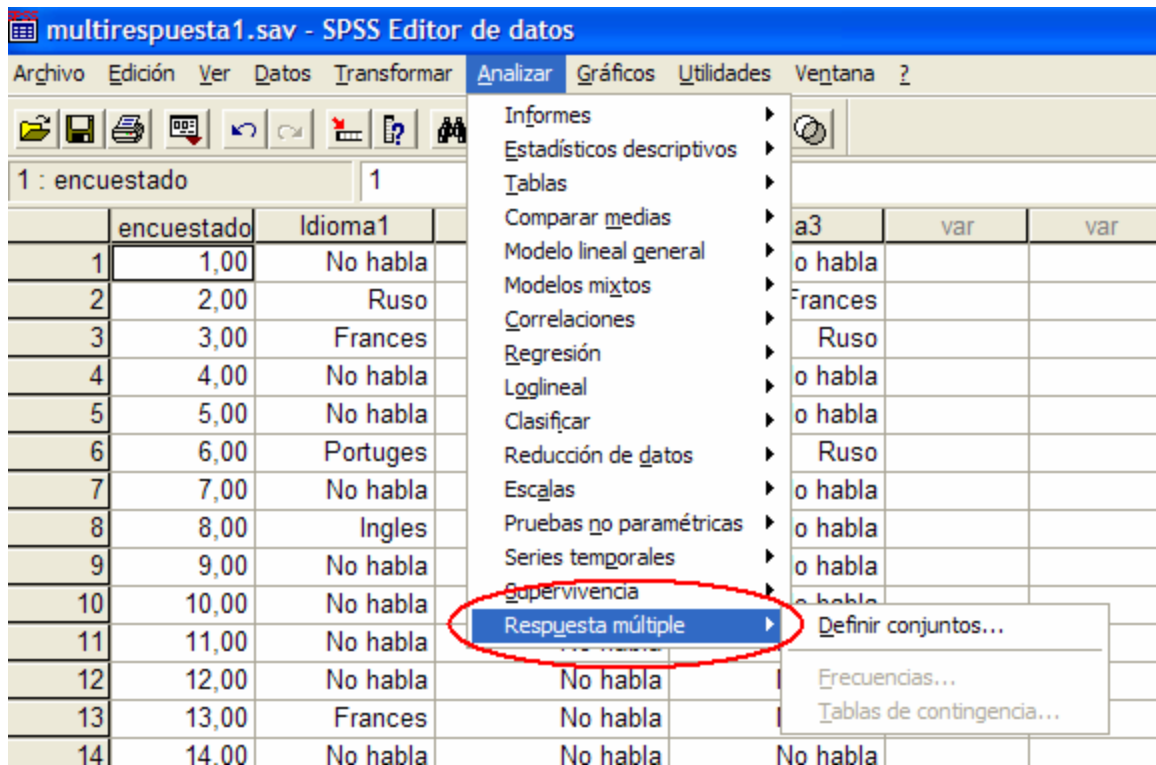 multirespuesta1.sav - SPSS Editor de datos
Archivo Edición Ver Datos Transformar Analizar Gráficos Utilidades Ventana ?
1 : encuestado 1
encuestado Idioma1 a3 var var
1 1,00 No habla o habla
2 2,00 Ruso Frances
3 3,00 Frances Ruso
4 4,00 No habla o habla
5 5,00 No habla o habla
6 6,00 Portuges Ruso
7 7,00 No habla o habla
8 8,00 Ingles o habla
9 9,00 No habla o habla
10 10,00 No habla o habla
11 11,00 No habla No habla
12 12,00 No habla No habla
13 13,00 Frances No habla
14 14,00 No habla No habla No habla
Informes
Estadísticos descriptivos
Tablas
Comparar medias
Modelo lineal general
Modelos mixtos
Correlaciones
Regresión
Loglineal
Clasificar
Reducción de datos
Escalas
Pruebas no paramétricas
Series temporales
Supervivencia
Respuesta múltiple
Definir conjuntos...
Frecuencias...
Tablas de contingencia...